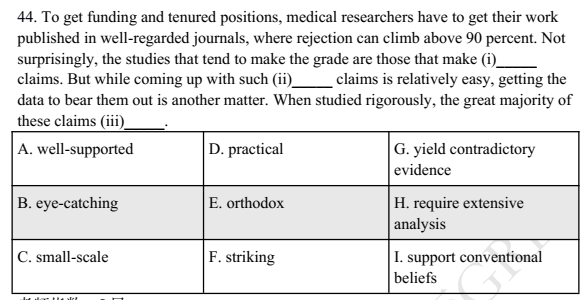 44. To get funding and tenured positions, medical researchers have to get their work
published in well-regarded journals, where rejection can climb above 90 percent. Not
surprisingly, the studies that tend to make the grade are those that make (i)_____
claims. But while coming up with such (ii)_____ claims is relatively easy, getting the
data to bear them out is another matter. When studied rigorously, the great majority of
these claims (iii)_____.
A. well-supported D. practical G. yield contradictory
evidence
B. eye-catching E. orthodox H. require extensive
analysis
C. small-scale F. striking I. support conventional
beliefs